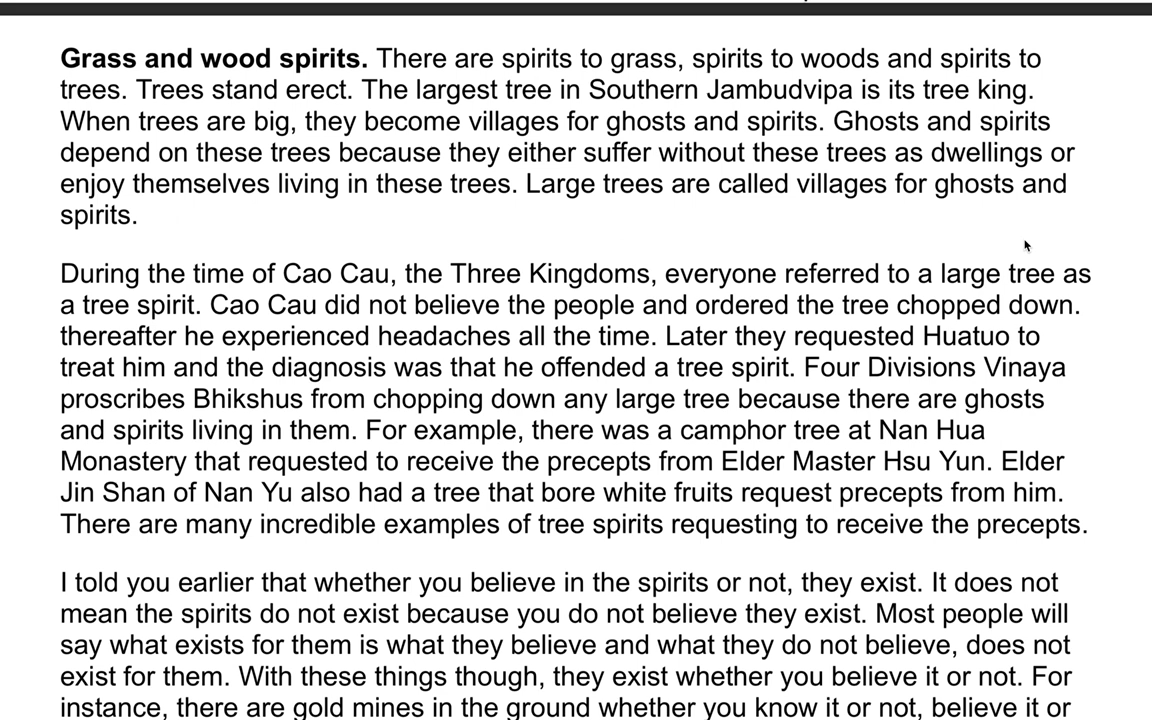 Grass and wood spirits. There are spirits to grass, spirits to woods and spirits to
trees. Trees stand erect. The largest tree in Southern Jambudvipa is its tree king.
When trees are big, they become villages for ghosts and spirits. Ghosts and spirits
depend on these trees because they either suffer without these trees as dwellings or
enjoy themselves living in these trees. Large trees are called villages for ghosts and
spirits.
During the time of Cao Cau, the Three Kingdoms, everyone referred to a large tree as
a tree spirit. Cao Cau did not believe the people and ordered the tree chopped down.
thereafter he experienced headaches all the time. Later they requested Huatuo to
treat him and the diagnosis was that he offended a tree spirit. Four Divisions Vinaya
proscribes Bhikshus from chopping down any large tree because there are ghosts
and spirits living in them. For example, there was a camphor tree at Nan Hua
Monastery that requested to receive the precepts from Elder Master Hsu Yun. Elder
Jin Shan of Nan Yu also had a tree that bore white fruits request precepts from him.
There are many incredible examples of tree spirits requesting to receive the precepts.
I told you earlier that whether you believe in the spirits or not, they exist. It does not
mean the spirits do not exist because you do not believe they exist. Most people will
say what exists for them is what they believe and what they do not believe, does not
exist for them. With these things though, they exist whether you believe it or not. For
instance, there are gold mines in the ground whether you know it or not, believe it or